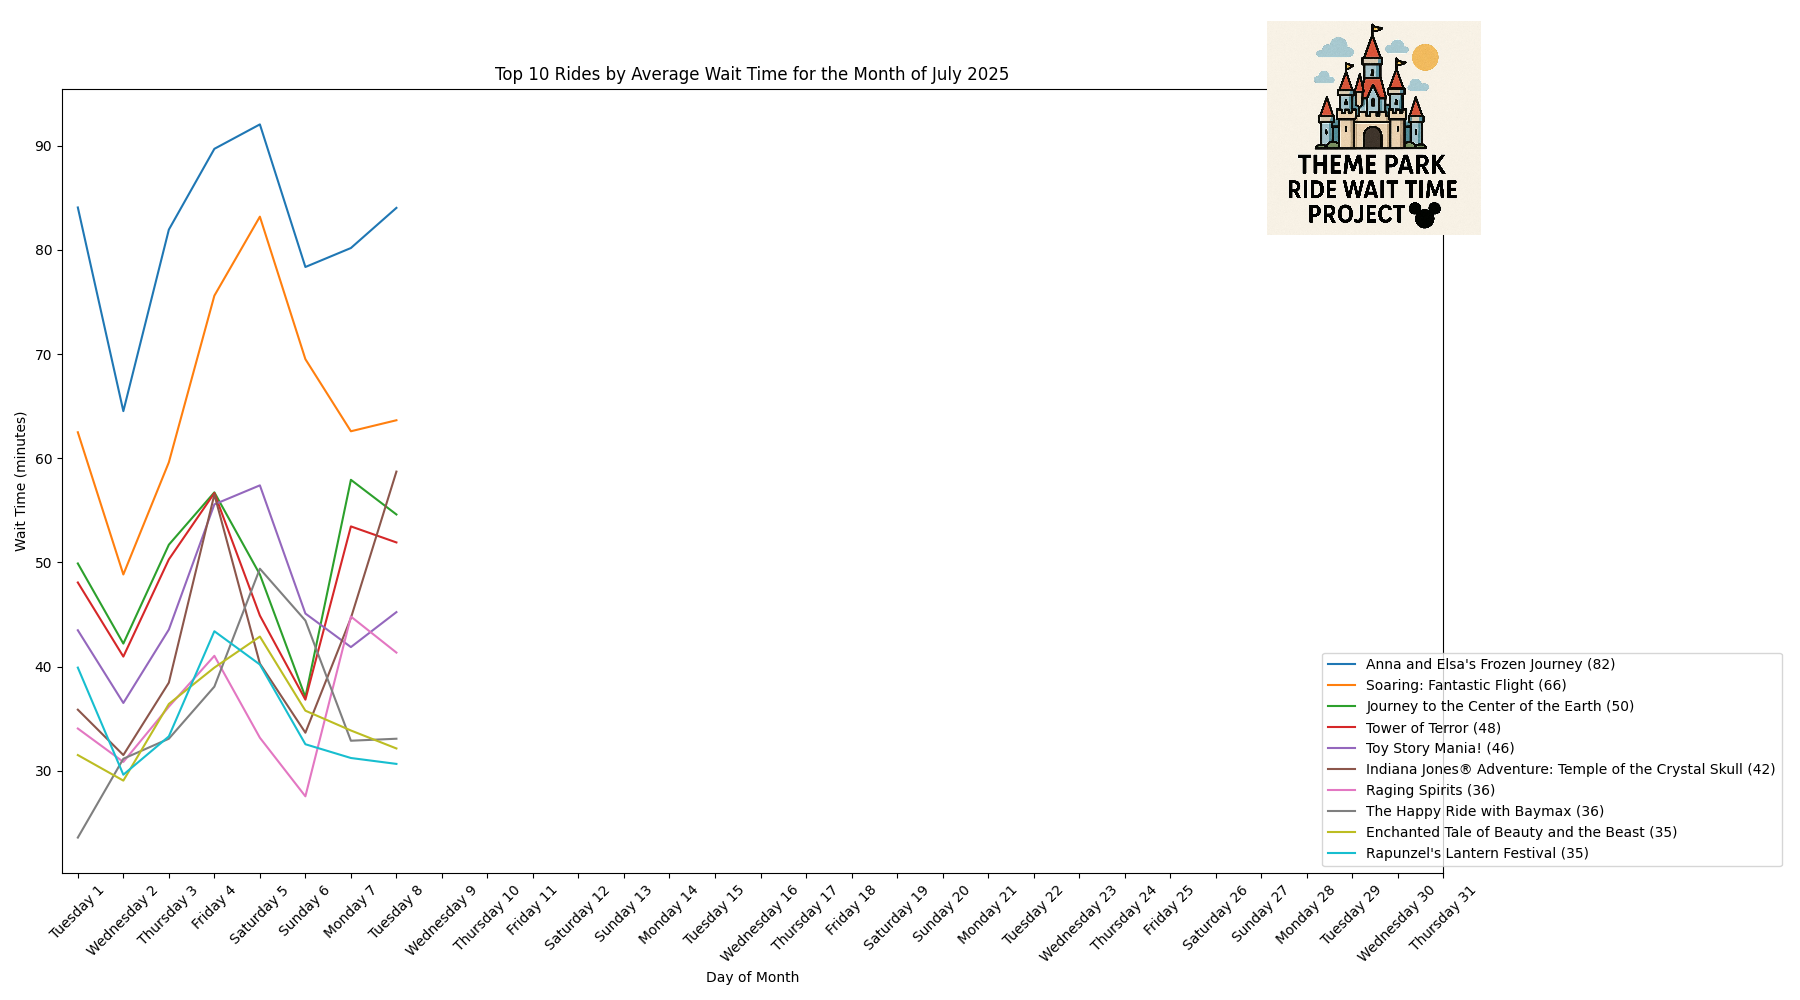 THEME PARK
RIDE WAIT TIME
PROJECT
Top 10 Rides by Average Wait Time for the Month of July 2025
Wait Time (minutes)
90
80
70
60
50
40
30
Anna and Elsa's Frozen Journey (82)
Soaring: Fantastic Flight (66)
Journey to the Center of the Earth (50)
Tower of Terror (48)
Toy Story Mania! (46)
Indiana Jones® Adventure: Temple of the Crystal Skull (42)
Raging Spirits (36)
The Happy Ride with Baymax (36)
Enchanted Tale of Beauty and the Beast (35)
Rapunzel's Lantern Festival (35)
Tuesday 1
Wednesday 2
Thursday 3
Friday 4
Saturday 5
Sunday 6
Monday 7
Tuesday 8
Wednesday 9
Thursday 10
Friday 11
Saturday 12
Sunday 13
Monday 14
Tuesday 15
Wednesday 16
Thursday 17
Friday 18
Saturday 19
Sunday 20
Monday 21
Tuesday 22
Wednesday 23
Thursday 24
Friday 25
Saturday 26
Sunday 27
Monday 28
Tuesday 29
Wednesday 30
Thursday 31
Day of Month